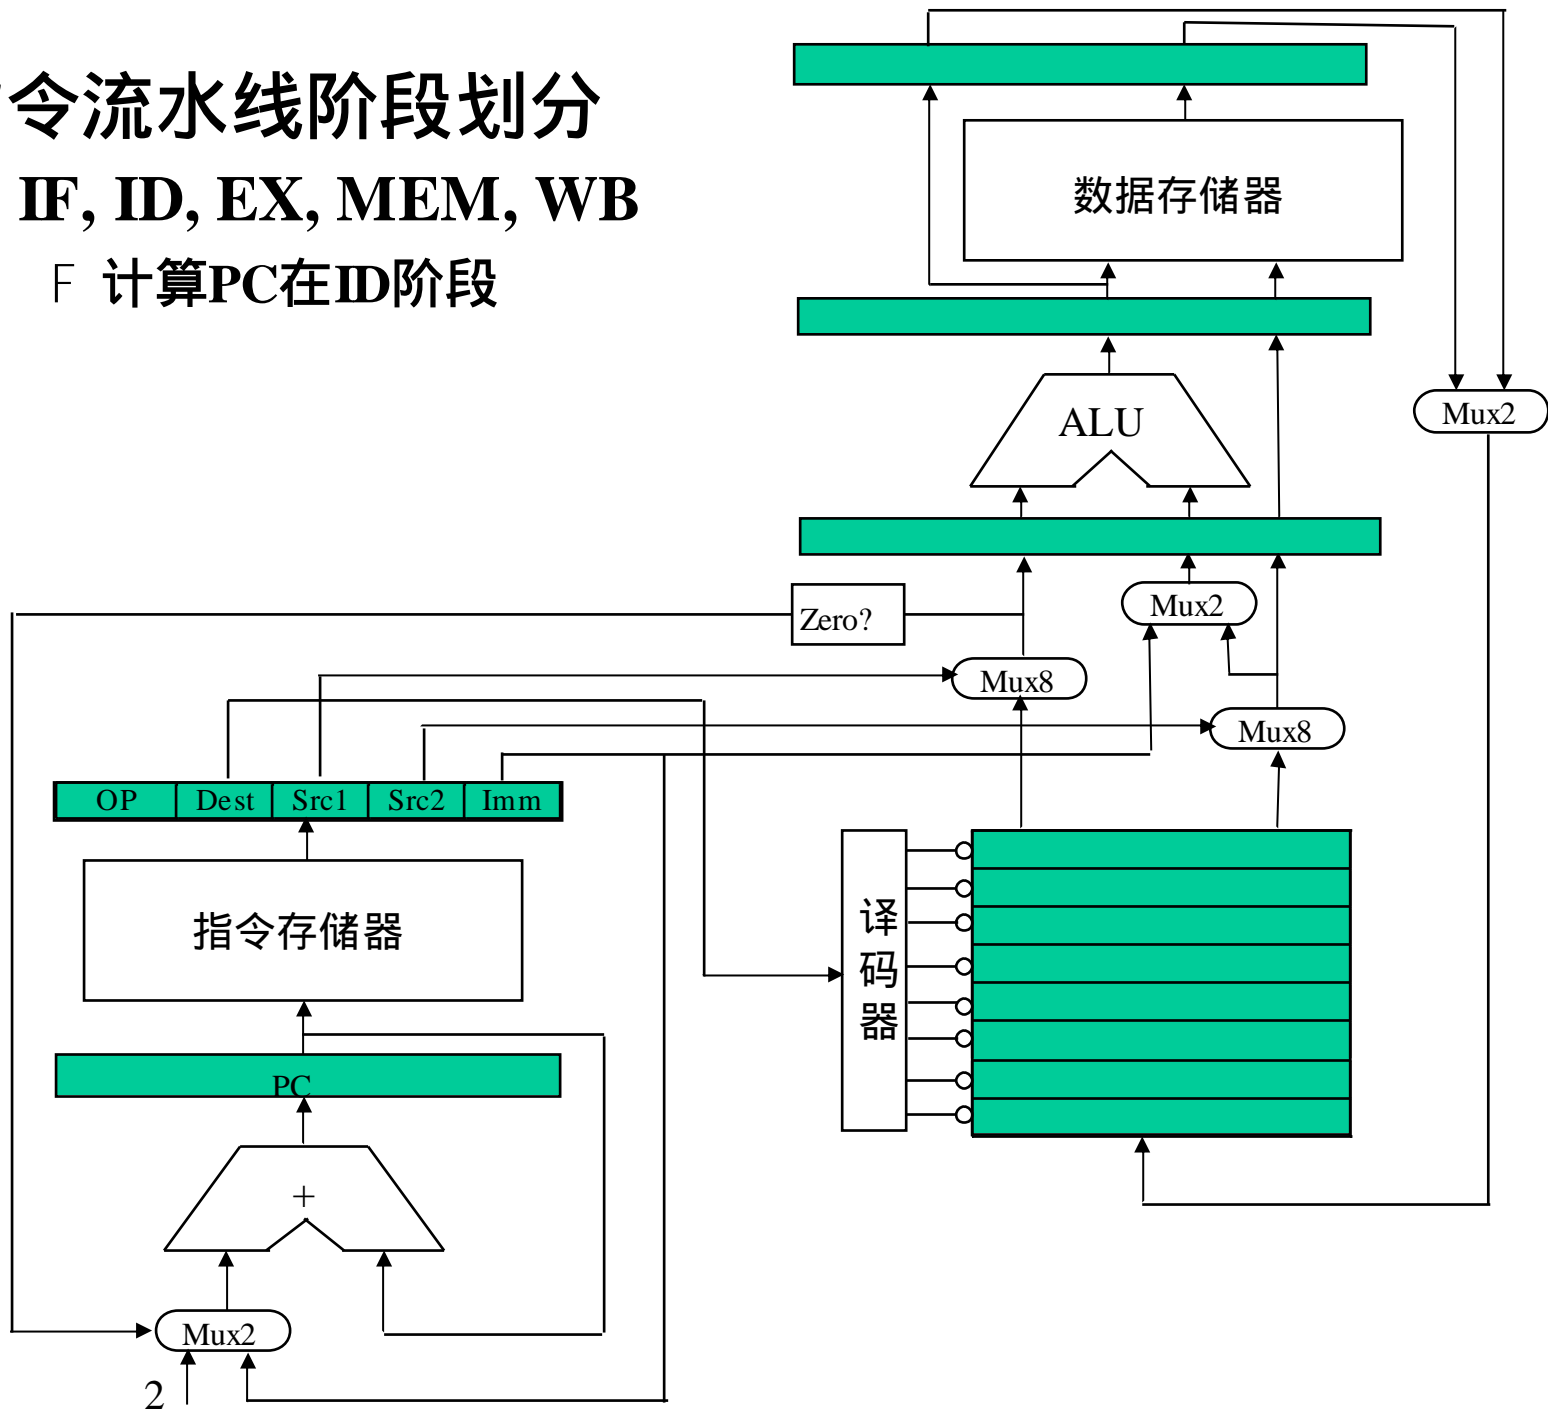 令流水线阶段划分
IF, ID, EX, MEM, WB
F 计算PC在ID阶段
数据存储器
Mux2
ALU
Zero?
Mux2
Mux8
Mux8
OP Dest Src1 Src2 Imm
指令存储器
译码器
PC
+
Mux2
2